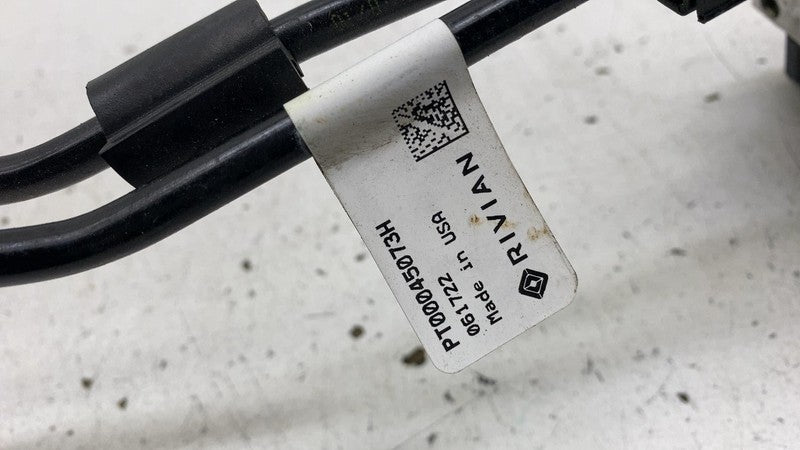 RIVIAN
Made in USA
061722
PT00045073H